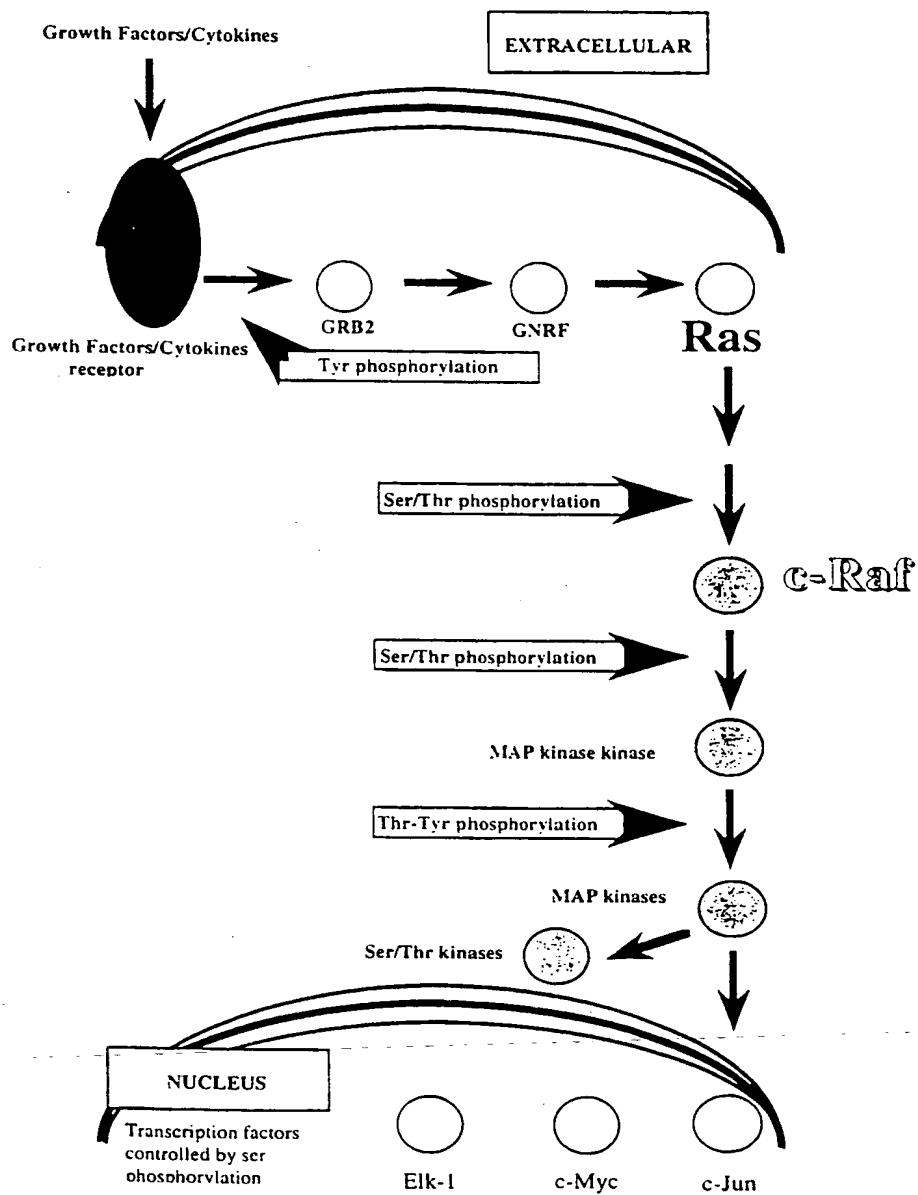 Growth Factors/Cytokines
EXTRACELLULAR
GRB2
GNRF
Ras
Growth Factors/Cytokines
receptor
Tyr phosphorylation
Ser/Thr phosphorylation
c-Raf
Ser/Thr phosphorylation
MAP kinase kinase
Thr-Tyr phosphorylation
MAP kinases
Ser/Thr kinases
NUCLEUS
Transcription factors
controlled by ser
phosphorylation
Elk-1
c-Myc
c-Jun